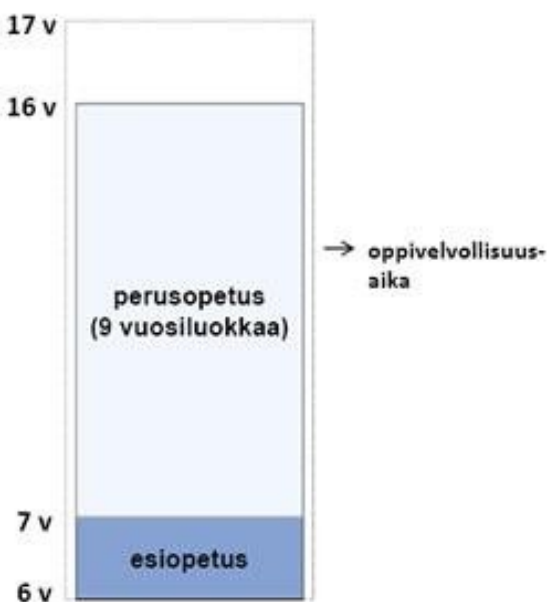 17 v
16 v
→ oppivelvollisuus-
aika
perusopetus
(9 vuosiluokkaa)
7 v
esiopetus
6 v